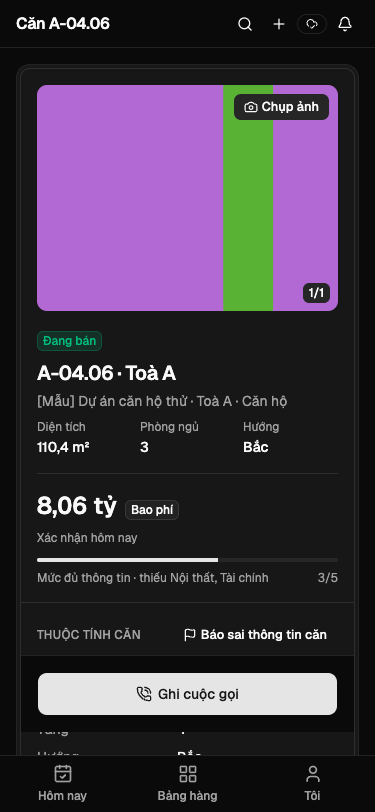 Căn A-04.06
Chụp ảnh
1/1
Đang bán
A-04.06 · Toà A
[Mẫu] Dự án căn hộ thử · Toà A · Căn hộ
Diện tích
Phòng ngủ
Hướng
110,4 m²
3
Bắc
8,06 tỷ
Bao phí
Xác nhận hôm nay
Mức đủ thông tin · thiếu Nội thất, Tài chính
3/5
THUỘC TÍNH CĂN
Báo sai thông tin căn
Ghi cuộc gọi
Hướng
Bắc
Hôm nay
Bảng hàng
Tôi